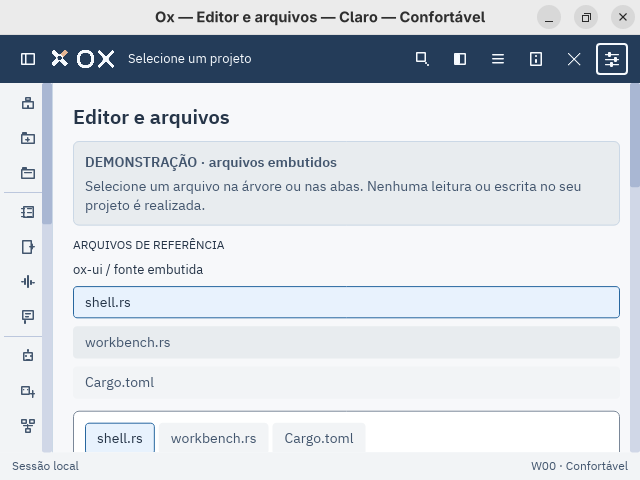 Ox — Editor e arquivos — Claro — Confortável
OX
Selecione um projeto
Editor e arquivos
DEMONSTRAÇÃO · arquivos embutidos
Selecione um arquivo na árvore ou nas abas. Nenhuma leitura ou escrita no seu
projeto é realizada.
ARQUIVOS DE REFERÊNCIA
ox-ui / fonte embutida
shell.rs
workbench.rs
Cargo.toml
shell.rs workbench.rs Cargo.toml
Sessão local
W00 · Confortável